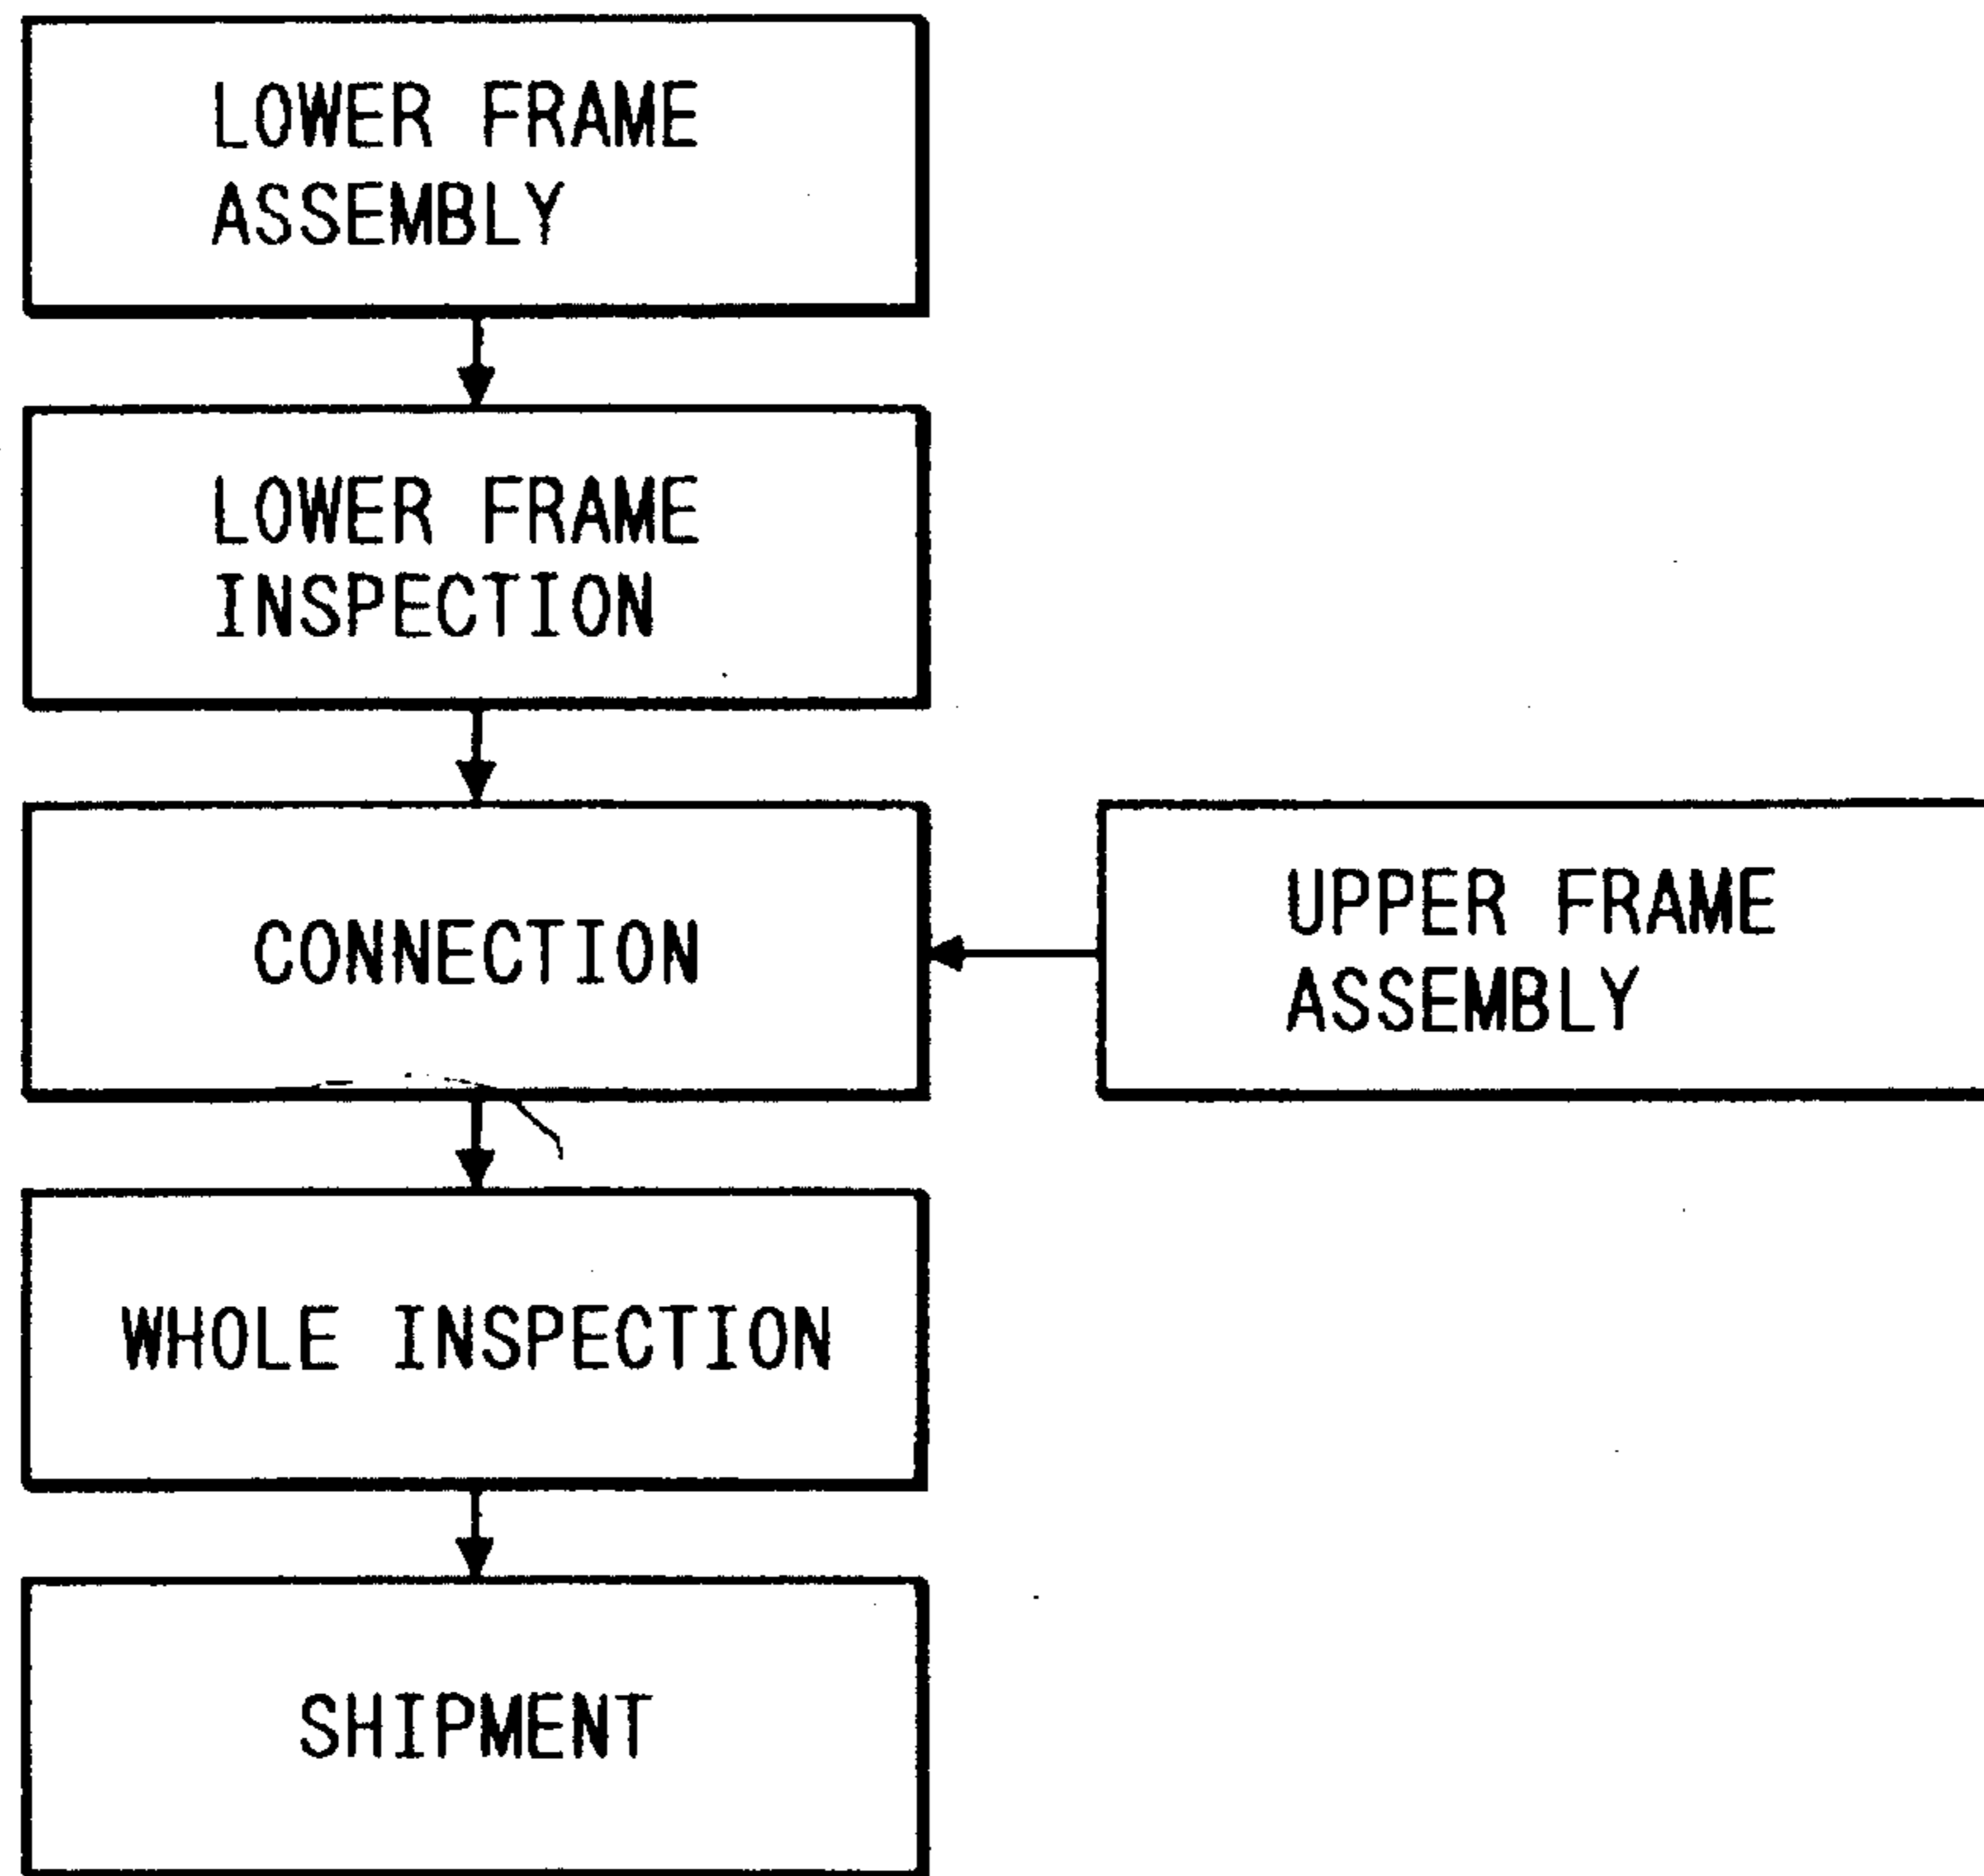 LOWER FRAME
ASSEMBLY
LOWER FRAME
INSPECTION
CONNECTION
UPPER FRAME
ASSEMBLY
WHOLE INSPECTION
SHIPMENT